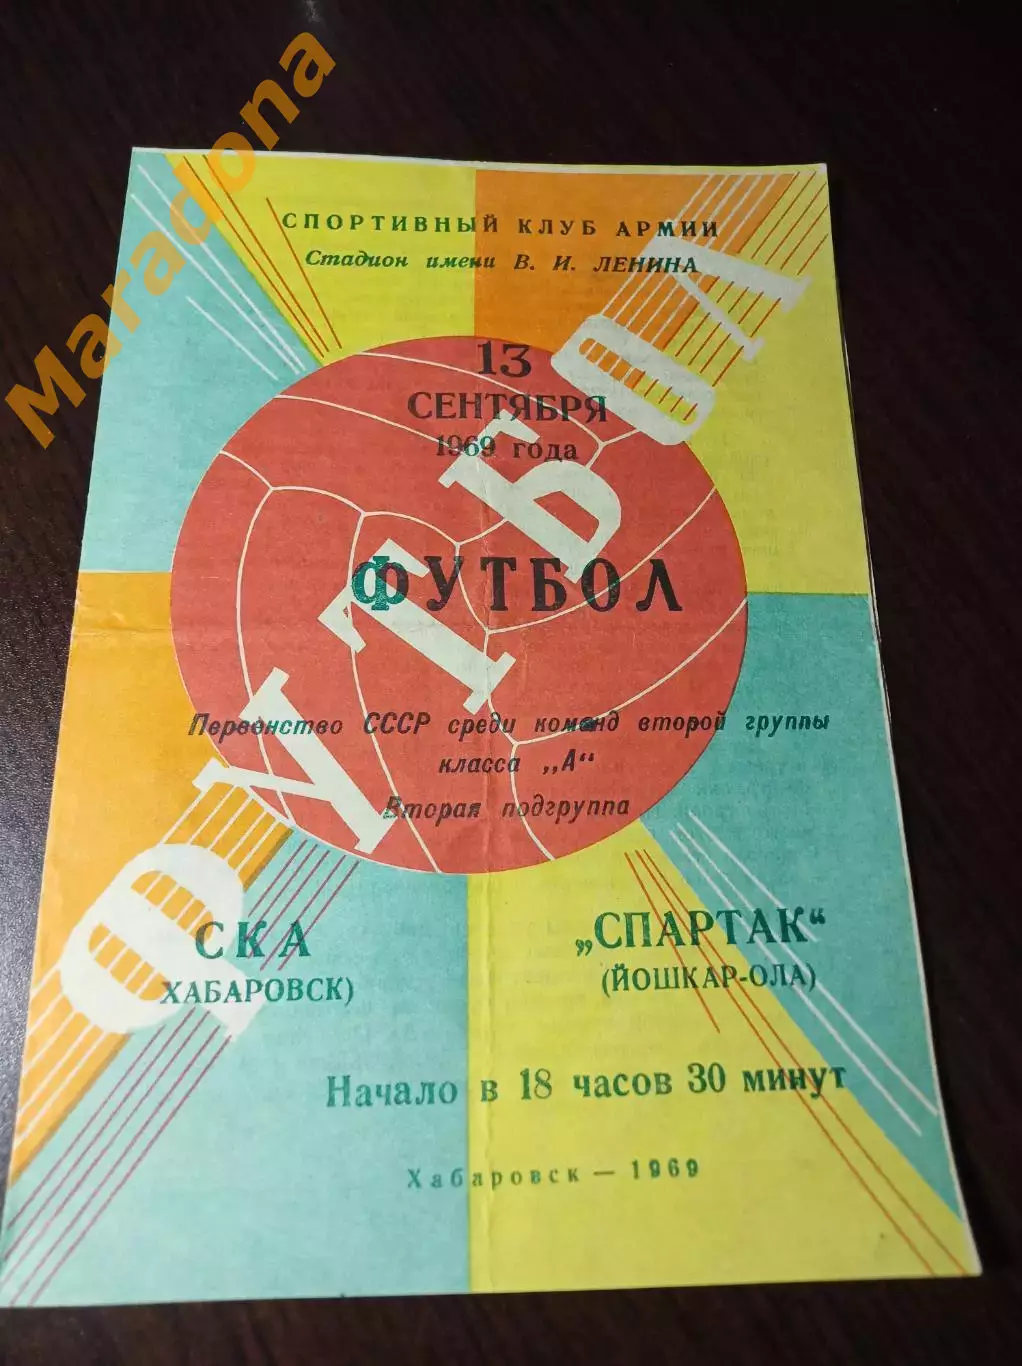 Maradona
СПОРТИВНЫЙ КЛУБ АРМИИ
Стадион имени В. И. ЛЕНИНА
13
СЕНТЯБРЯ
1969 года
ФУТБОЛ
ФУТБОЛ
Первенство СССР среди команд второй группы
класса „А“
Вторая подгруппа
СКА
ХАБАРОВСК)
„СПАРТАК“
(ЙОШКАР-ОЛА)
Начало в 18 часов 30 минут
Хабаровск — 1969